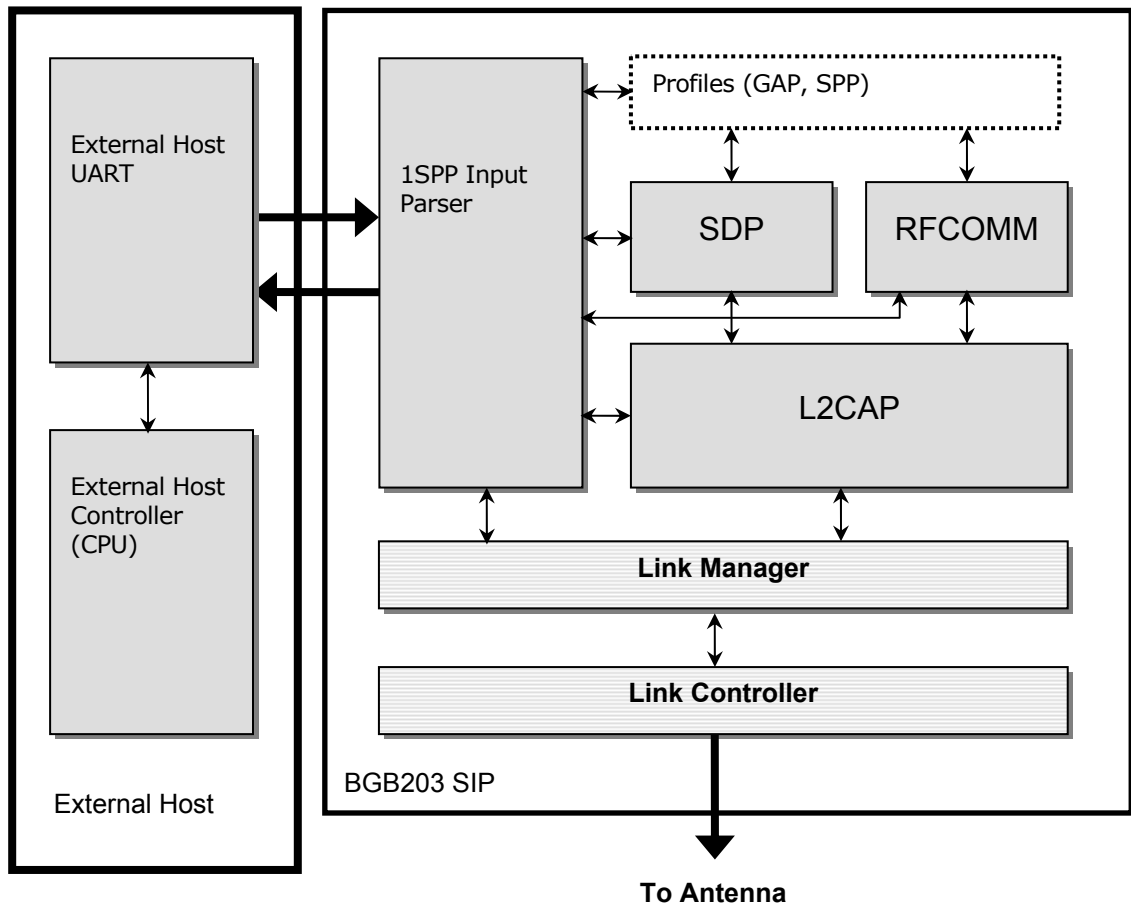 External Host
UART
External Host
Controller
(CPU)
External Host
1SPP Input
Parser
Profiles (GAP, SPP)
SDP
RFCOMM
L2CAP
Link Manager
Link Controller
BGB203 SIP
To Antenna